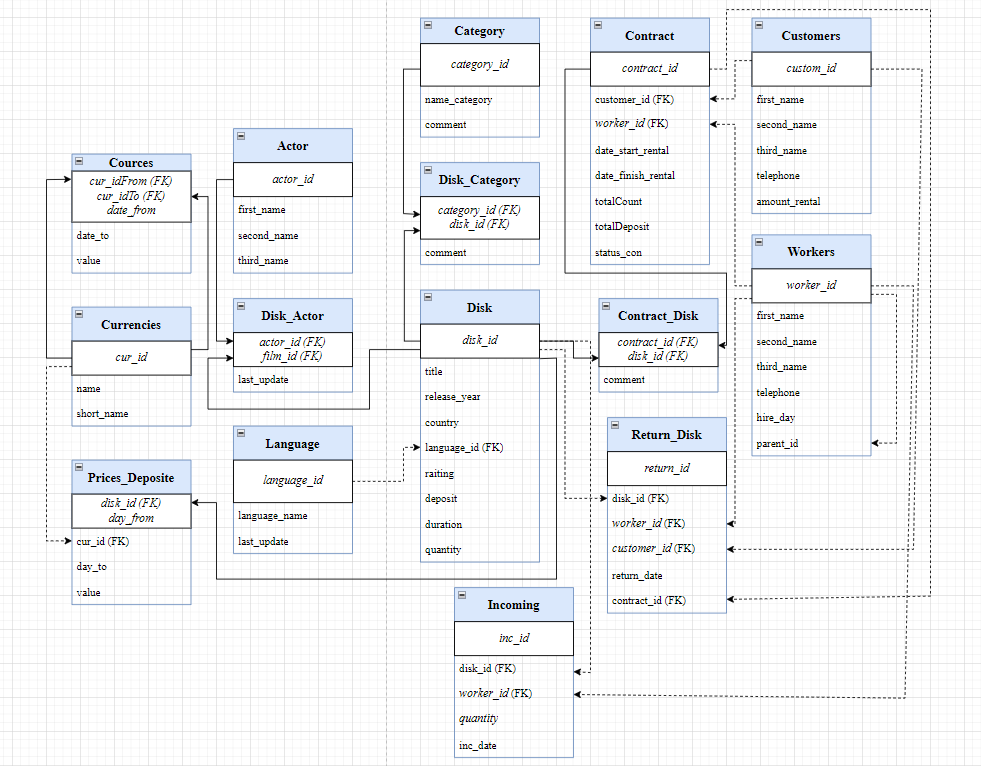 Category
category_id
name_category
comment
Contract
contract_id
customer_id (FK)
worker_id (FK)
date_start_rental
date_finish_rental
totalCount
totalDeposit
status_con
Customers
custom_id
first_name
second_name
third_name
telephone
amount_rental
Cources
cur_idFrom (FK)
cur_idTo (FK)
date_from
date_to
value
Actor
actor_id
first_name
second_name
third_name
Disk_Category
category_id (FK)
disk_id (FK)
comment
Workers
worker_id
first_name
second_name
third_name
telephone
hire_day
parent_id
Currencies
cur_id
name
short_name
Disk_Actor
actor_id (FK)
film_id (FK)
last_update
Disk
disk_id
title
release_year
country
language_id (FK)
raiting
deposit
duration
quantity
Contract_Disk
contract_id (FK)
disk_id (FK)
comment
Return_Disk
return_id
disk_id (FK)
worker_id (FK)
customer_id (FK)
return_date
contract_id (FK)
Language
language_id
language_name
last_update
Prices_Deposite
disk_id (FK)
day_from
cur_id (FK)
day_to
value
Incoming
inc_id
disk_id (FK)
worker_id (FK)
quantity
inc_date